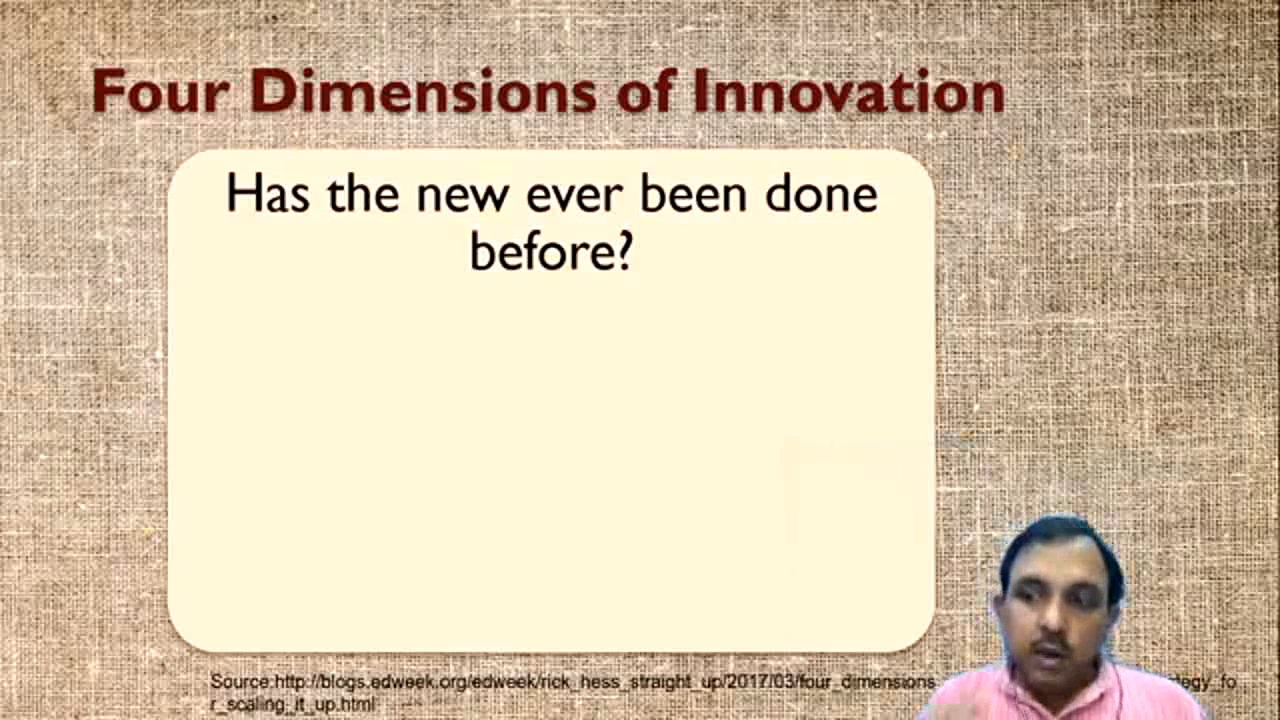 Four Dimensions of Innovation
Has the new ever been done
before?
Source:http://blogs.edweek.org/edweek/rick_hess_straight_up/2017/03/four_dimensions tegy_fo
r_scaling_it_up.html